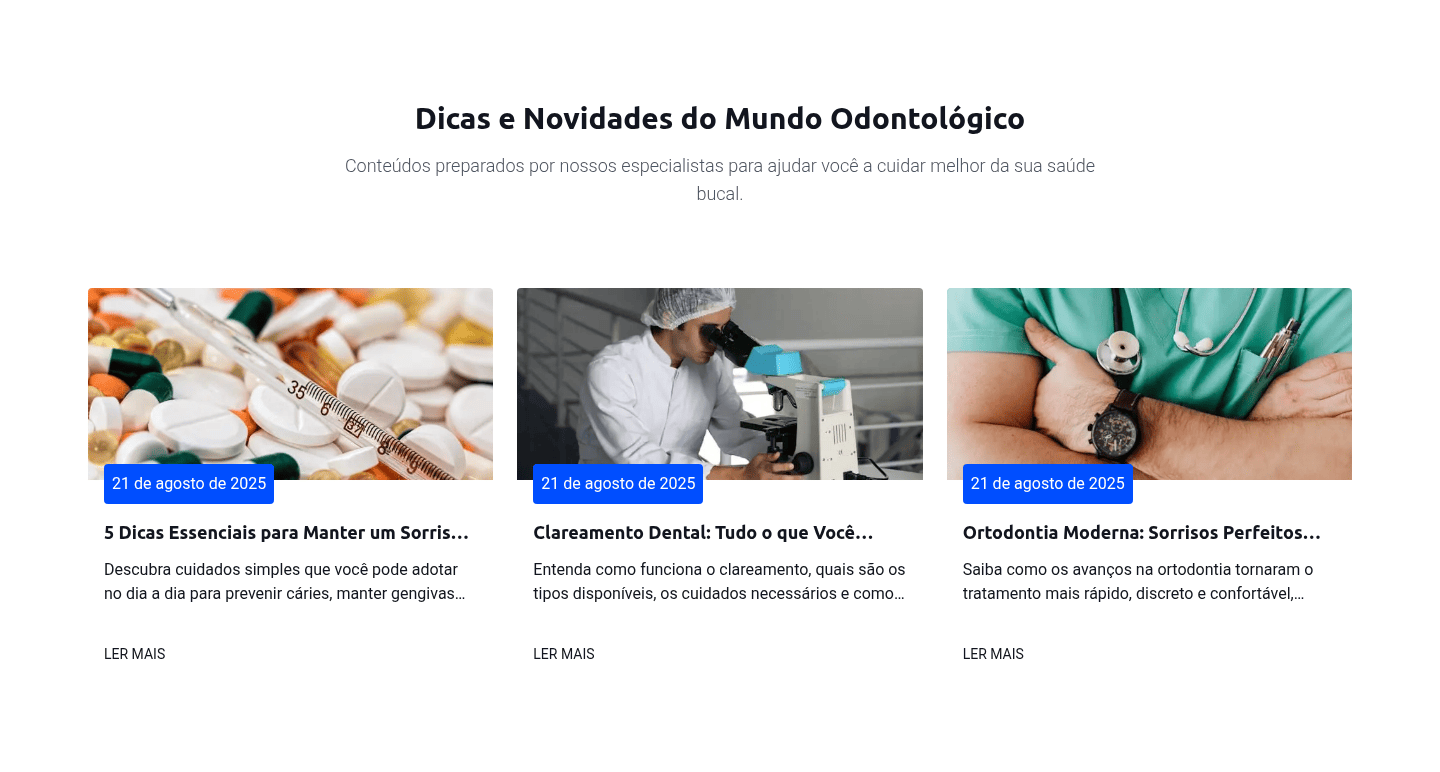 Dicas e Novidades do Mundo Odontológico
Conteúdos preparados por nossos especialistas para ajudar você a cuidar melhor da sua saúde
bucal.
35
6
37
8
9
21 de agosto de 2025
5 Dicas Essenciais para Manter um Sorris...
Descubra cuidados simples que você pode adotar
no dia a dia para prevenir cáries, manter gengivas...
LER MAIS
21 de agosto de 2025
Clareamento Dental: Tudo o que Você...
Entenda como funciona o clareamento, quais são os
tipos disponíveis, os cuidados necessários e como...
LER MAIS
21 de agosto de 2025
Ortodontia Moderna: Sorrisos Perfeitos...
Saiba como os avanços na ortodontia tornaram o
tratamento mais rápido, discreto e confortável,...
LER MAIS